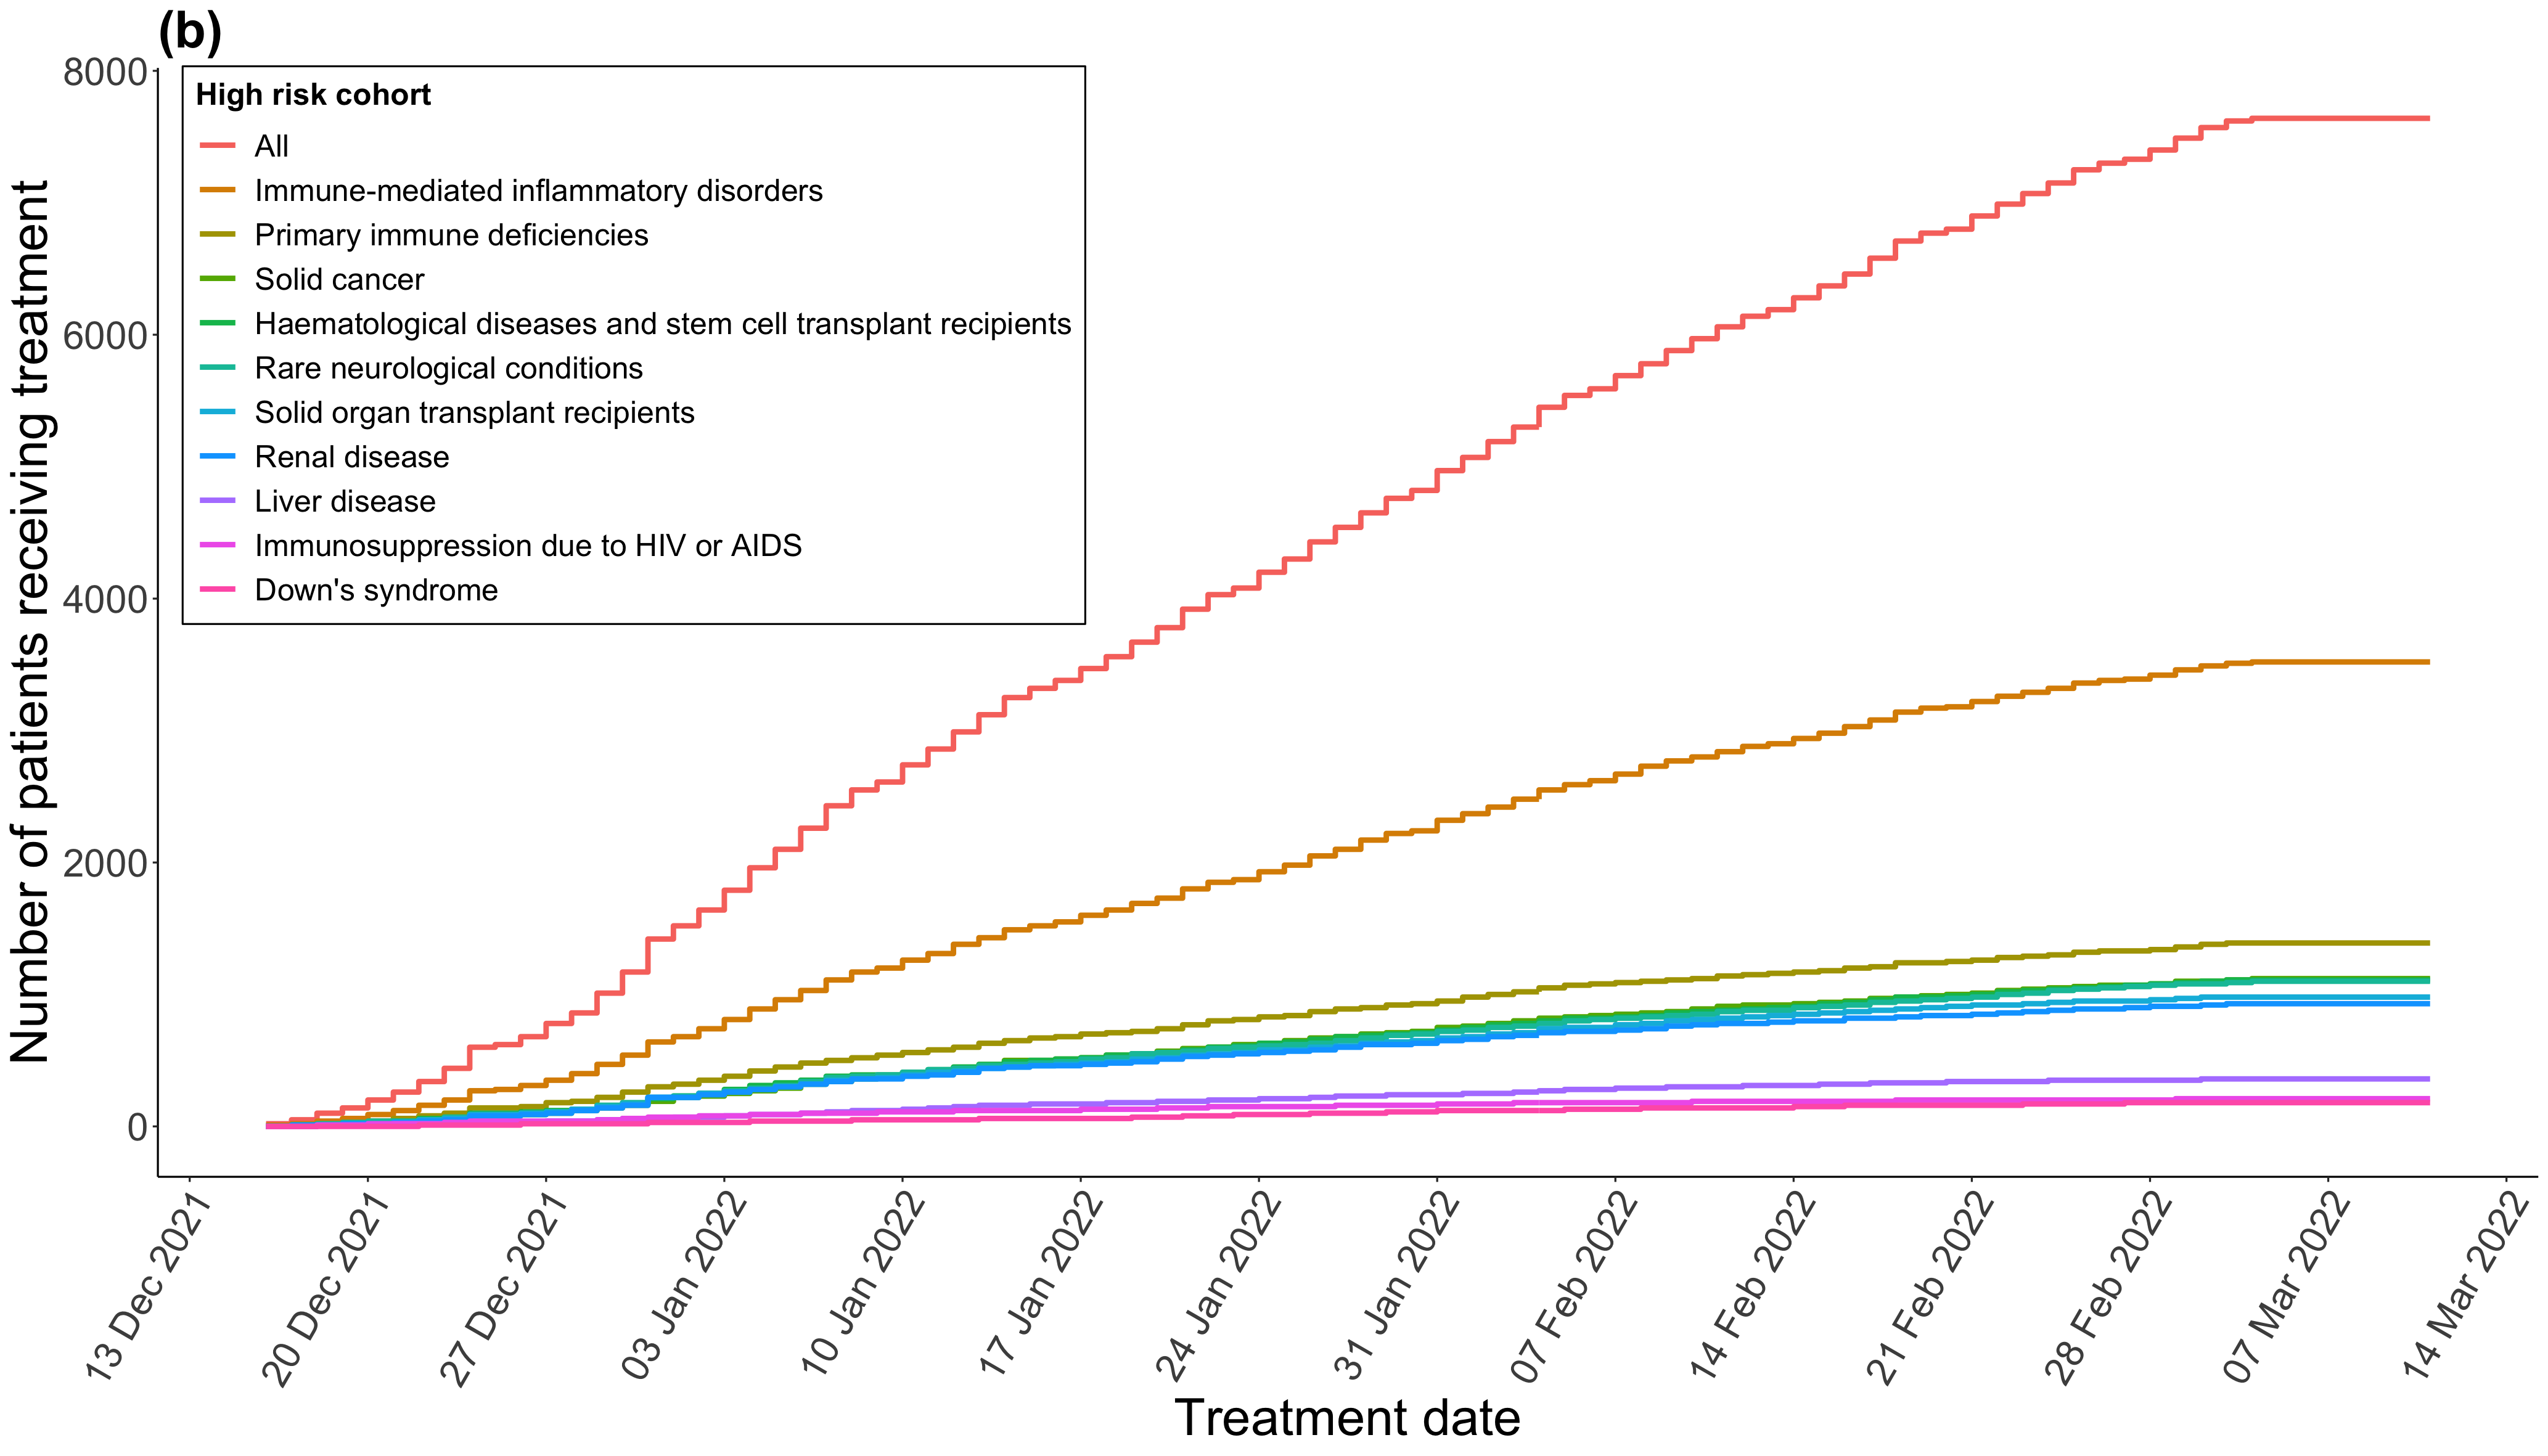 (b)
Number of patients receiving treatment
8000
6000
4000
2000
0
High risk cohort
All
Immune-mediated inflammatory disorders
Primary immune deficiencies
Solid cancer
Haematological diseases and stem cell transplant recipients
Rare neurological conditions
Solid organ transplant recipients
Renal disease
Liver disease
Immunosuppression due to HIV or AIDS
Down's syndrome
13 Dec 2021
20 Dec 2021
27 Dec 2021
03 Jan 2022
10 Jan 2022
17 Jan 2022
24 Jan 2022
31 Jan 2022
07 Feb 2022
14 Feb 2022
21 Feb 2022
28 Feb 2022
07 Mar 2022
14 Mar 2022
Treatment date